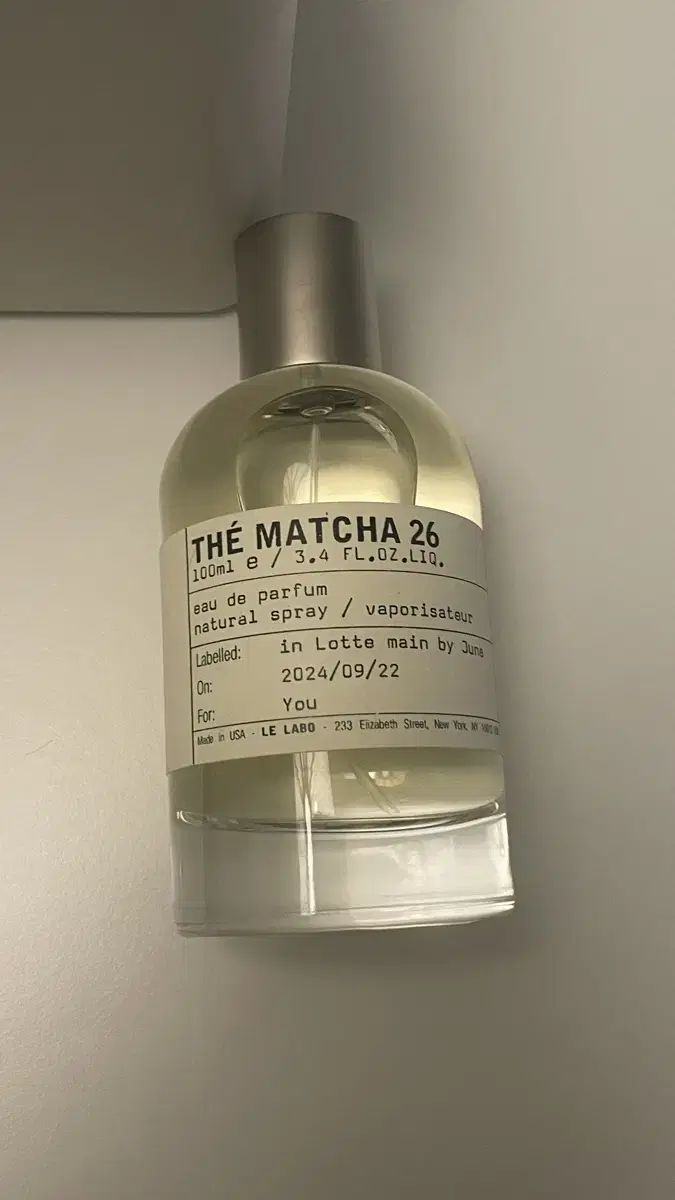 THÉ MATCHA 26
100ml e / 3.4 FL.OZ.LIQ.
eau de parfum
natural spray / vaporisateur
Labelled: in Lotte main by June
On: 2024/09/22
For: You
Made in USA - LE LABO - 233 Elizabeth Street, New York, NY